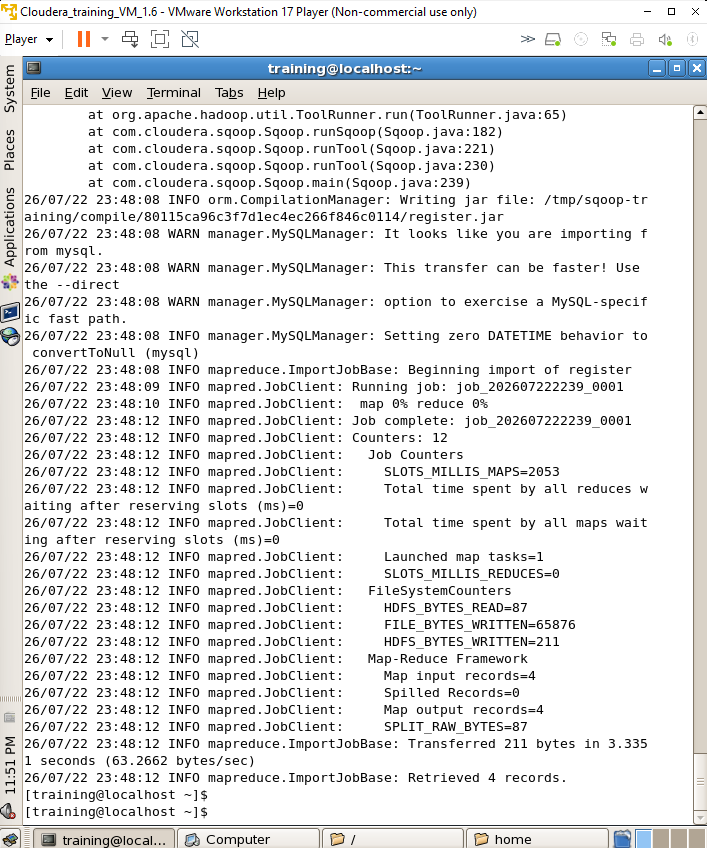 Cloudera_training_VM_1.6 - VMware Workstation 17 Player (Non-commercial use only)
Player
training@localhost:~
File Edit View Terminal Tabs Help
System
Places
Applications
11:51 PM
at org.apache.hadoop.util.ToolRunner.run(ToolRunner.java:65)
at com.cloudera.sqoop.Sqoop.runSqoop(Sqoop.java:182)
at com.cloudera.sqoop.Sqoop.runTool(Sqoop.java:221)
at com.cloudera.sqoop.Sqoop.runTool(Sqoop.java:230)
at com.cloudera.sqoop.Sqoop.main(Sqoop.java:239)
26/07/22 23:48:08 INFO orm.CompilationManager: Writing jar file: /tmp/sqoop-tr
aining/compile/80115ca96c3f7d1ec4ec266f846c0114/register.jar
26/07/22 23:48:08 WARN manager.MySQLManager: It looks like you are importing f
rom mysql.
26/07/22 23:48:08 WARN manager.MySQLManager: This transfer can be faster! Use
the --direct
26/07/22 23:48:08 WARN manager.MySQLManager: option to exercise a MySQL-specif
ic fast path.
26/07/22 23:48:08 INFO manager.MySQLManager: Setting zero DATETIME behavior to
convertToNull (mysql)
26/07/22 23:48:08 INFO mapreduce.ImportJobBase: Beginning import of register
26/07/22 23:48:09 INFO mapred.JobClient: Running job: job_202607222239_0001
26/07/22 23:48:10 INFO mapred.JobClient:  map 0% reduce 0%
26/07/22 23:48:12 INFO mapred.JobClient: Job complete: job_202607222239_0001
26/07/22 23:48:12 INFO mapred.JobClient: Counters: 12
26/07/22 23:48:12 INFO mapred.JobClient:   Job Counters
26/07/22 23:48:12 INFO mapred.JobClient:     SLOTS_MILLIS_MAPS=2053
26/07/22 23:48:12 INFO mapred.JobClient:     Total time spent by all reduces w
aiting after reserving slots (ms)=0
26/07/22 23:48:12 INFO mapred.JobClient:     Total time spent by all maps wait
ing after reserving slots (ms)=0
26/07/22 23:48:12 INFO mapred.JobClient:     Launched map tasks=1
26/07/22 23:48:12 INFO mapred.JobClient:     SLOTS_MILLIS_REDUCES=0
26/07/22 23:48:12 INFO mapred.JobClient:   FileSystemCounters
26/07/22 23:48:12 INFO mapred.JobClient:     HDFS_BYTES_READ=87
26/07/22 23:48:12 INFO mapred.JobClient:     FILE_BYTES_WRITTEN=65876
26/07/22 23:48:12 INFO mapred.JobClient:     HDFS_BYTES_WRITTEN=211
26/07/22 23:48:12 INFO mapred.JobClient:   Map-Reduce Framework
26/07/22 23:48:12 INFO mapred.JobClient:     Map input records=4
26/07/22 23:48:12 INFO mapred.JobClient:     Spilled Records=0
26/07/22 23:48:12 INFO mapred.JobClient:     Map output records=4
26/07/22 23:48:12 INFO mapred.JobClient:     SPLIT_RAW_BYTES=87
26/07/22 23:48:12 INFO mapreduce.ImportJobBase: Transferred 211 bytes in 3.335
1 seconds (63.2662 bytes/sec)
26/07/22 23:48:12 INFO mapreduce.ImportJobBase: Retrieved 4 records.
[training@localhost ~]$
[training@localhost ~]$
training@local... Computer / home